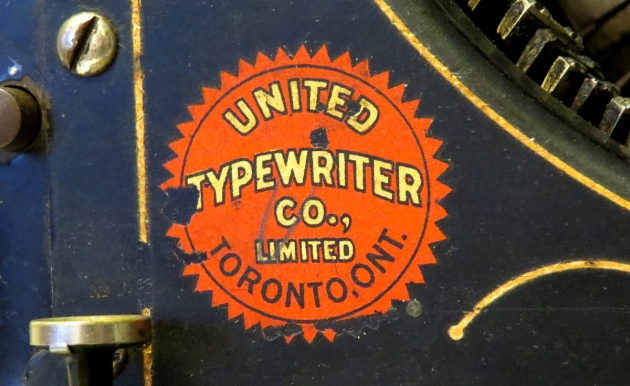 UNITED
TYPEWRITER
CO.,
LIMITED
TORONTO, ONT.